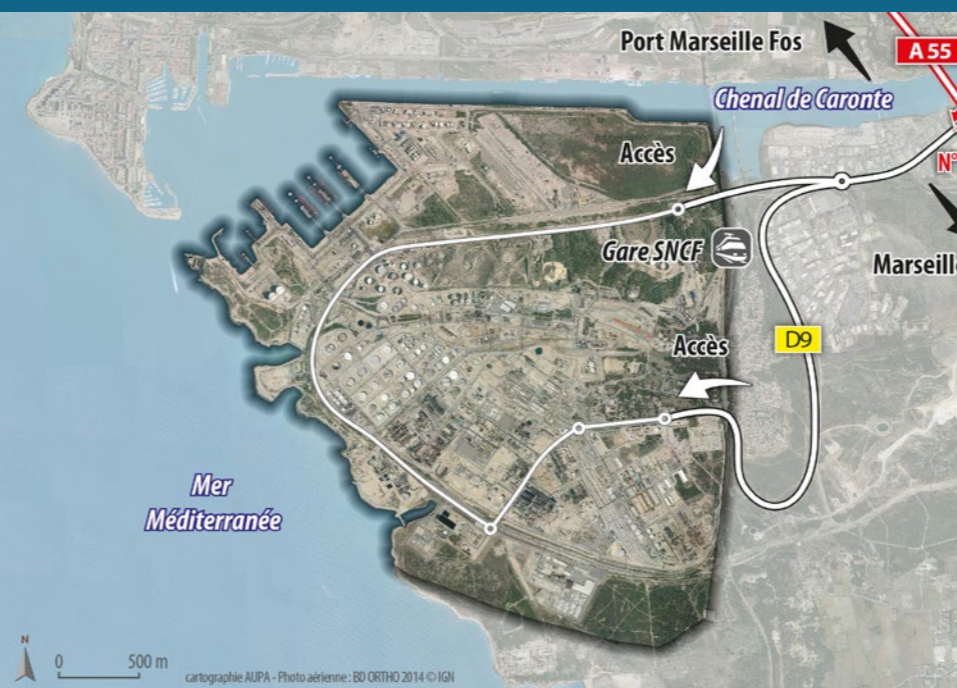 Port Marseille Fos
A 55
Chenal de Caronte
Accès
N°
Gare SNCF
Marseille
D9
Accès
Mer
Méditerranée
N
0 500 m
cartographie AUPA - Photo aérienne : BD ORTHO 2014 © IGN